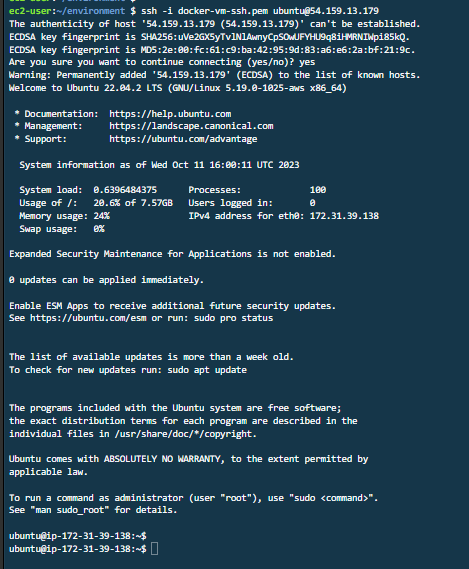 ec2-user:~/environment $ ssh -i docker-vm-ssh.pem ubuntu@54.159.13.179
The authenticity of host '54.159.13.179 (54.159.13.179)' can't be established.
ECDSA key fingerprint is SHA256:uVe2GX5yTvlNlAwnyCpSOwUFYHU9q8iHMRNIWpi85kQ.
ECDSA key fingerprint is MD5:2e:00:fc:61:c9:ba:42:95:9d:83:a6:e6:2a:bf:21:9c.
Are you sure you want to continue connecting (yes/no)? yes
Warning: Permanently added '54.159.13.179' (ECDSA) to the list of known hosts.
Welcome to Ubuntu 22.04.2 LTS (GNU/Linux 5.19.0-1025-aws x86_64)
* Documentation: https://help.ubuntu.com
* Management: https://landscape.canonical.com
* Support: https://ubuntu.com/advantage
System information as of Wed Oct 11 16:00:11 UTC 2023
System load: 0.6396484375 Processes: 100
Usage of /: 20.6% of 7.57GB Users logged in: 0
Memory usage: 24% IPv4 address for eth0: 172.31.39.138
Swap usage: 0%
Expanded Security Maintenance for Applications is not enabled.
0 updates can be applied immediately.
Enable ESM Apps to receive additional future security updates.
See https://ubuntu.com/esm or run: sudo pro status
The list of available updates is more than a week old.
To check for new updates run: sudo apt update
The programs included with the Ubuntu system are free software;
the exact distribution terms for each program are described in the
individual files in /usr/share/doc/*/copyright.
Ubuntu comes with ABSOLUTELY NO WARRANTY, to the extent permitted by
applicable law.
To run a command as administrator (user "root"), use "sudo <command>".
See "man sudo_root" for details.
ubuntu@ip-172-31-39-138:~$
ubuntu@ip-172-31-39-138:~$